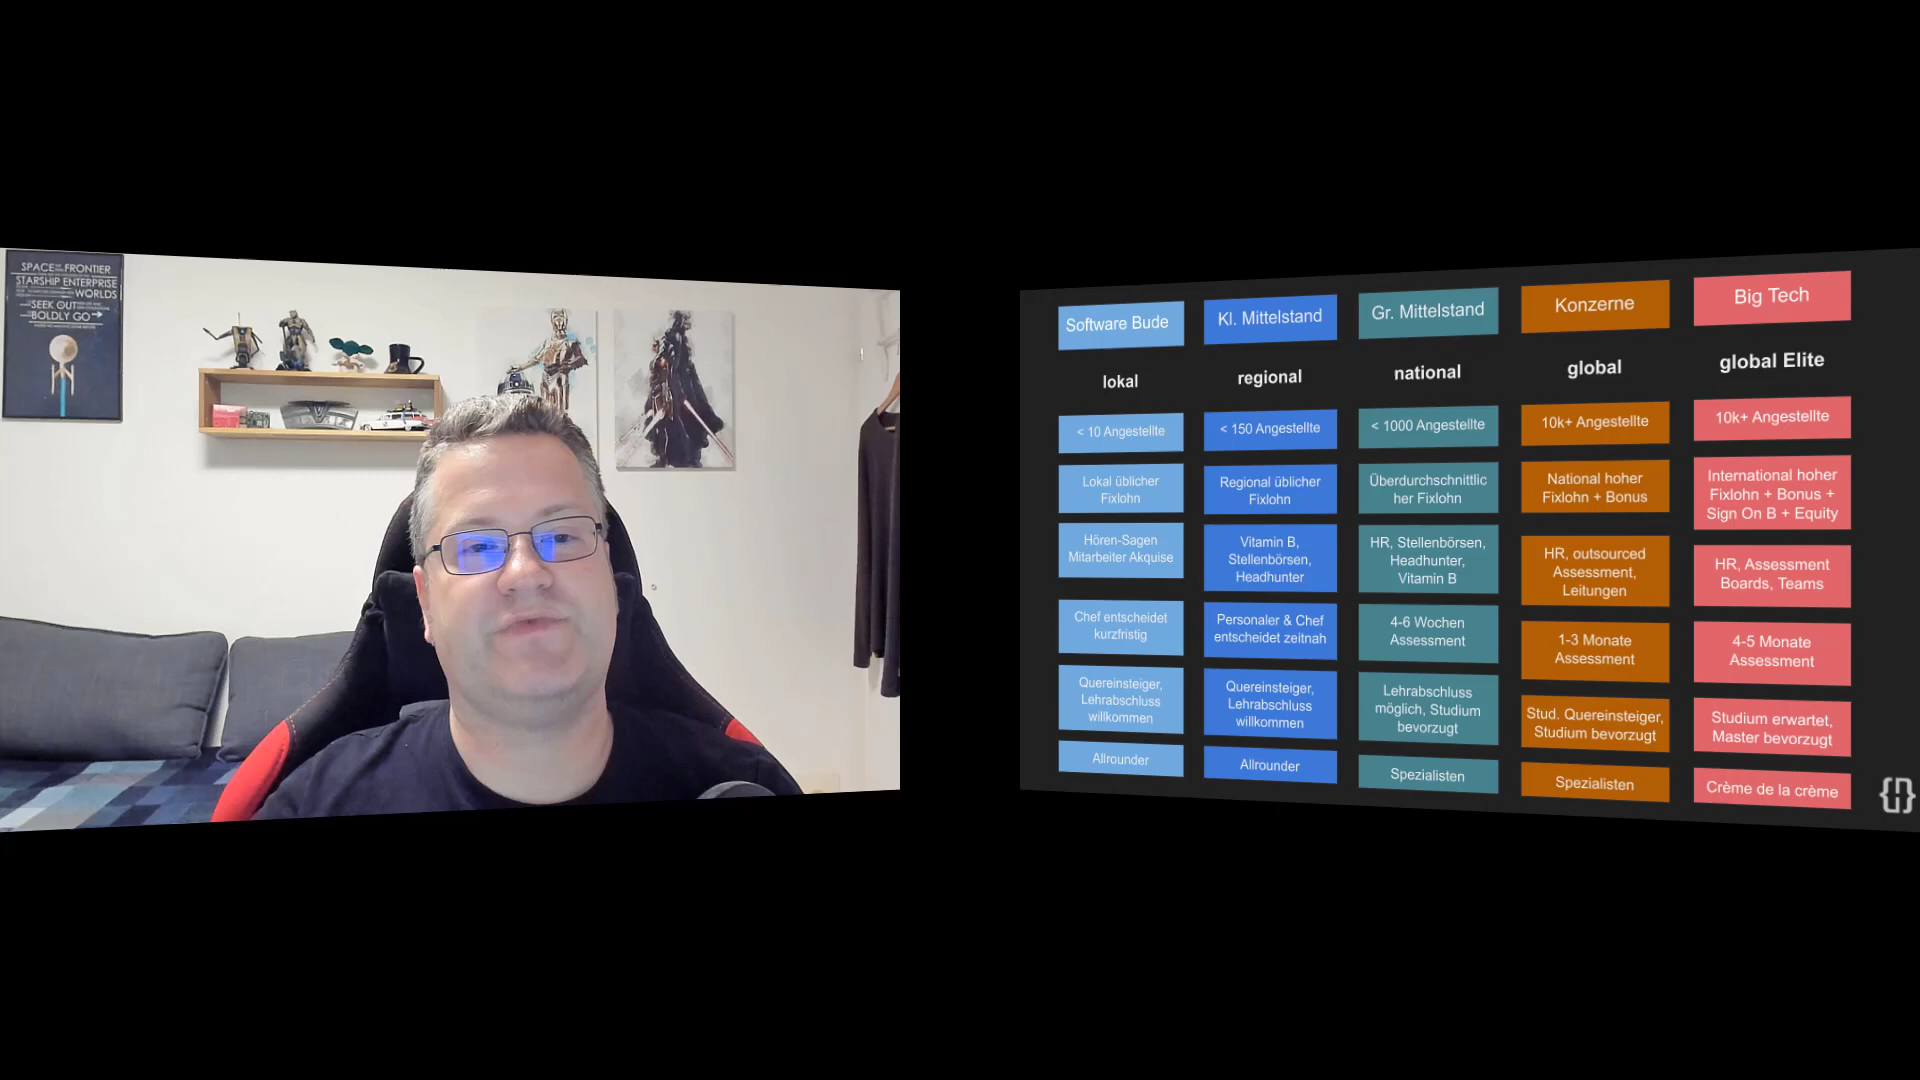 SPACE THE FRONTIER
STARSHIP ENTERPRISE
WORLDS
SEEK OUT
BOLDLY GO
Software Bude
Kl. Mittelstand
Gr. Mittelstand
Konzerne
Big Tech
lokal
regional
national
global
global Elite
< 10 Angestellte
< 150 Angestellte
< 1000 Angestellte
10k+ Angestellte
10k+ Angestellte
Lokal üblicher
Fixlohn
Regional üblicher
Fixlohn
Überdurchschnittlic
her Fixlohn
National hoher
Fixlohn + Bonus
International hoher
Fixlohn + Bonus +
Sign On B + Equity
Hören-Sagen
Mitarbeiter Akquise
Vitamin B,
Stellenbörsen,
Headhunter
HR, Stellenbörsen,
Headhunter,
Vitamin B
HR, outsourced
Assessment,
Leitungen
HR, Assessment
Boards, Teams
Chef entscheidet
kurzfristig
Personaler & Chef
entscheidet zeitnah
4-6 Wochen
Assessment
1-3 Monate
Assessment
4-5 Monate
Assessment
Quereinsteiger,
Lehrabschluss
willkommen
Quereinsteiger,
Lehrabschluss
willkommen
Lehrabschluss
möglich, Studium
bevorzugt
Stud. Quereinsteiger,
Studium bevorzugt
Studium erwartet,
Master bevorzugt
Allrounder
Allrounder
Spezialisten
Spezialisten
Crème de la crème